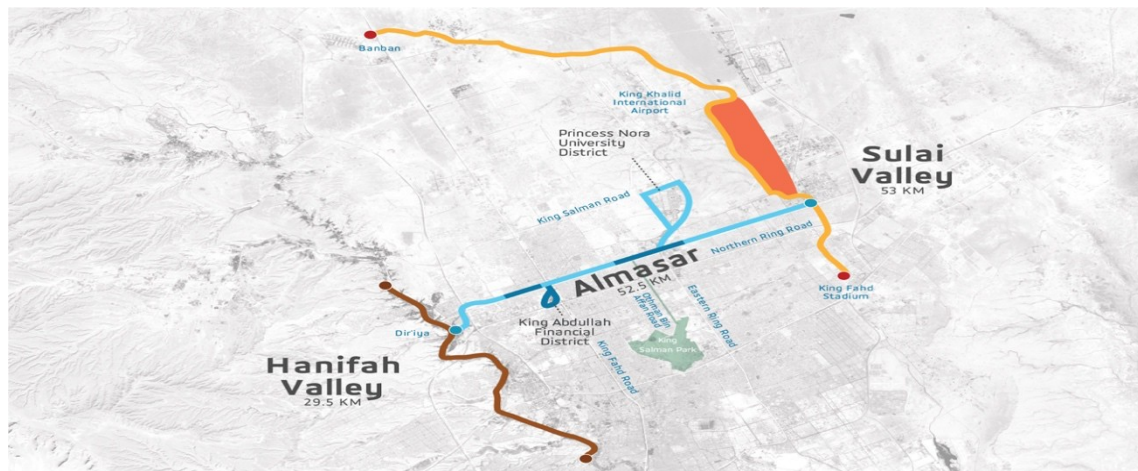 Banban
King Khalid
International
Airport
Princess Nora
University
District
Sulai
Valley
53 KM
King Salman Road
Northern Ring Road
Almasar
52.5 KM
King Fahd
Stadium
Othman Bin
Affan Road
Eastern Ring Road
King Abdullah
Financial
District
Dir'iya
King
Salman Park
King Fahd Road
Hanifah
Valley
29.5 KM